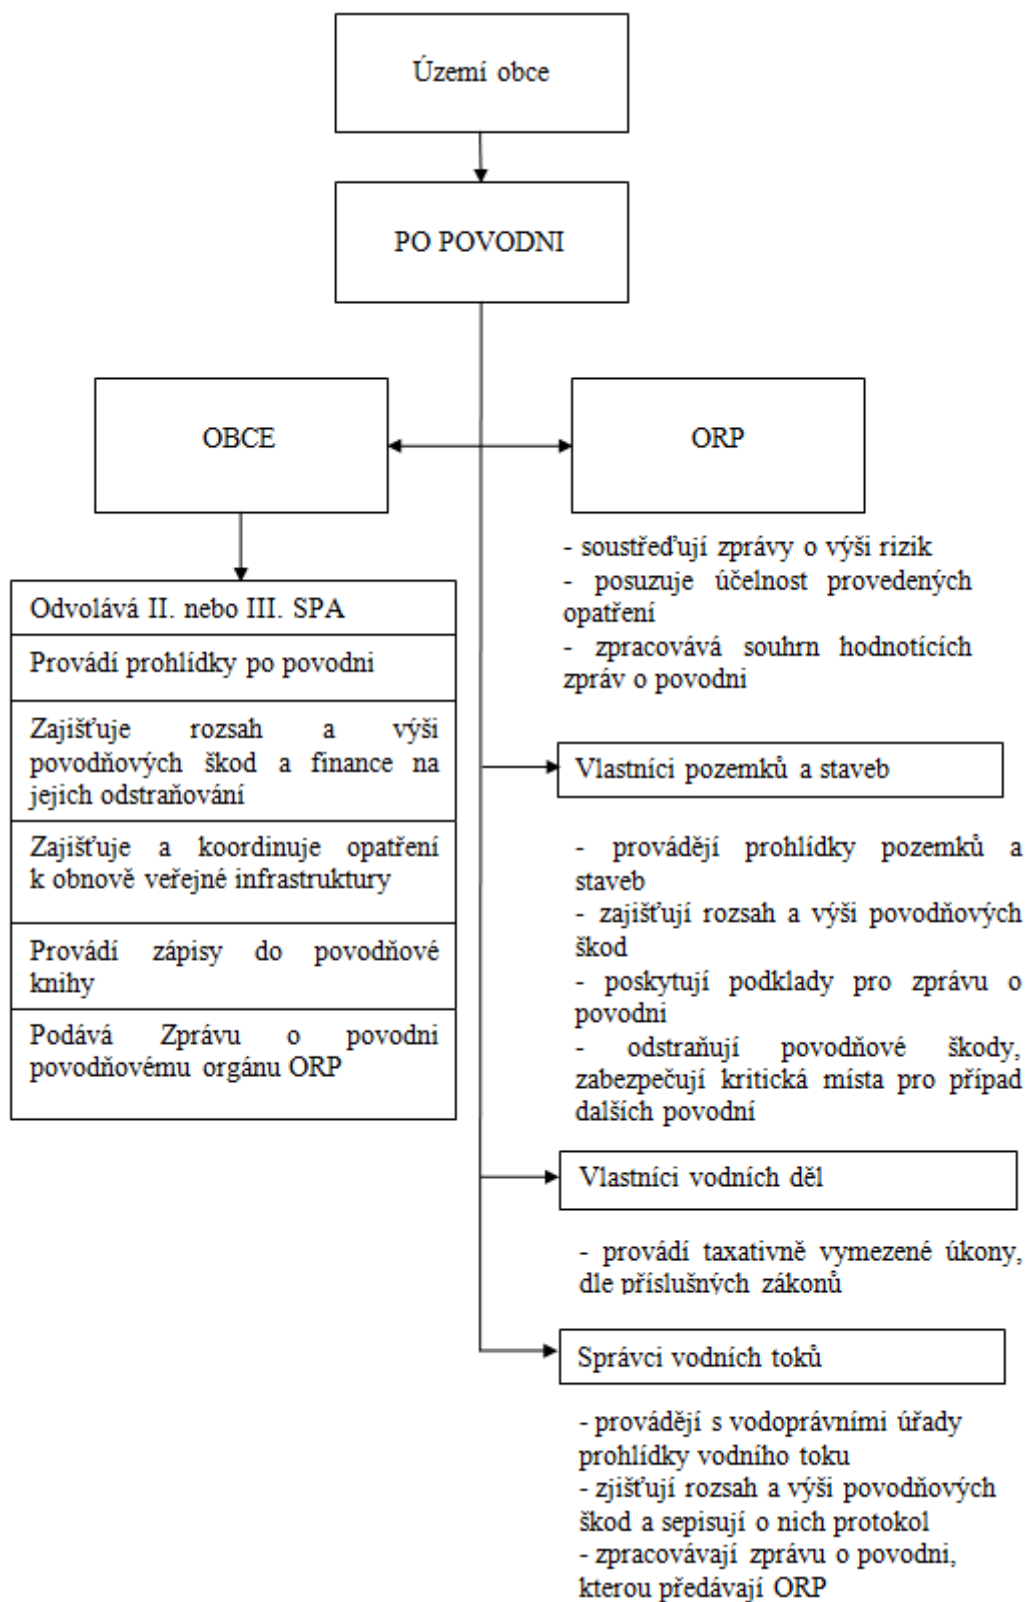 Území obce
PO POVODNI
OBCE
ORP
Odvolává II. nebo III. SPA
Provádí prohlídky po povodni
Zajišťuje rozsah a výši
povodňových škod a finance na
jejich odstraňování
Zajišťuje a koordinuje opatření
k obnově veřejné infrastruktury
Provádí zápisy do povodňové
knihy
Podává Zprávu o povodni
povodňovému orgánu ORP
- soustřeďují zprávy o výši rizik
- posuzuje účelnost provedených
opatření
- zpracovává souhrn hodnotících
zpráv o povodni
Vlastníci pozemků a staveb
- provádějí prohlídky pozemků a
staveb
- zajišťují rozsah a výši povodňových
škod
- poskytují podklady pro zprávu o
povodni
- odstraňují povodňové škody,
zabezpečují kritická místa pro případ
dalších povodní
Vlastníci vodních děl
- provádí taxativně vymezené úkony,
dle příslušných zákonů
Správci vodních toků
- provádějí s vodoprávními úřady
prohlídky vodního toku
- zjišťují rozsah a výši povodňových
škod a sepisují o nich protokol
- zpracovávají zprávu o povodni,
kterou předávají ORP